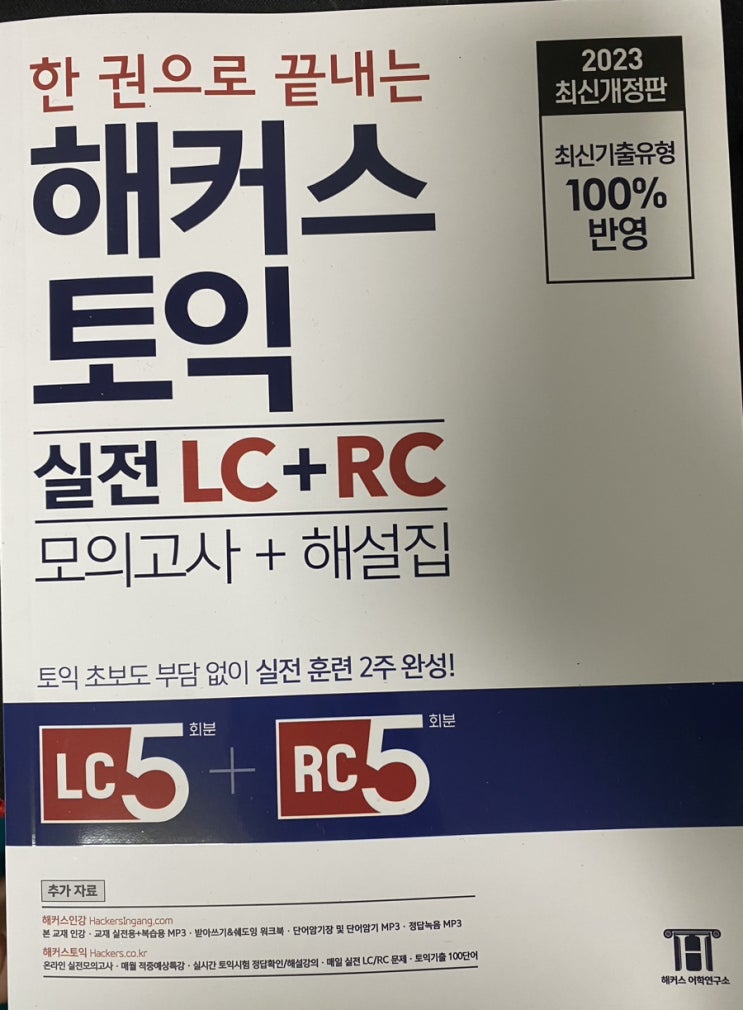 한 권으로 끝내는
해커스
토익
실전 LC+RC
모의고사 + 해설집
2023
최신개정판
최신기출유형
100%
반영
토익 초보도 부담 없이 실전 훈련 2주 완성!
LC 5 회분 + RC 5 회분
추가 자료
해커스인강 HackersIngang.com
본 교재 인강 · 교재 실전용+복습용 MP3 · 받아쓰기&쉐도잉 워크북 · 단어암기장 및 단어암기 MP3 · 정답녹음 MP3
해커스토익 Hackers.co.kr
온라인 실전모의고사 · 매월 적중예상특강 · 실시간 토익시험 정답확인/해설강의 · 매일 실전 LC/RC 문제 · 토익기출 100단어
해커스 어학연구소